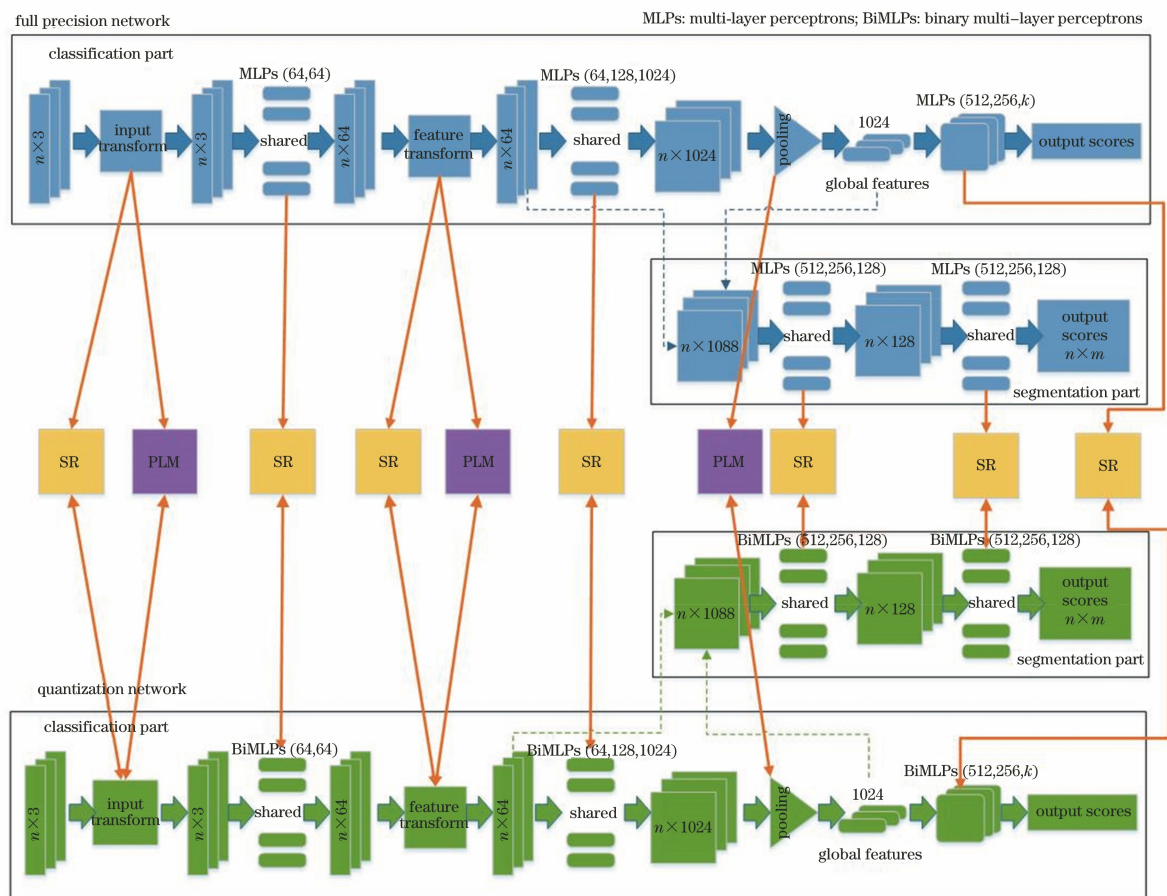 full precision network
MLPs: multi-layer perceptrons; BiMLPs: binary multi-layer perceptrons
classification part
n×3
input
transform
n×3
MLPs (64,64)
shared
n×64
feature
transform
n×64
MLPs (64,128,1024)
shared
n×1024
pooling
1024
global features
MLPs (512,256,k)
output scores
n×1088
MLPs (512,256,128)
shared
n×128
MLPs (512,256,128)
shared
output
scores
n×m
segmentation part
SR
PLM
SR
SR
PLM
SR
PLM
SR
SR
SR
n×1088
BiMLPs (512,256,128)
shared
n×128
BiMLPs (512,256,128)
shared
output
scores
n×m
segmentation part
quantization network
classification part
n×3
input
transform
n×3
BiMLPs (64,64)
shared
n×64
feature
transform
n×64
BiMLPs (64,128,1024)
shared
n×1024
pooling
1024
global features
BiMLPs (512,256,k)
output scores